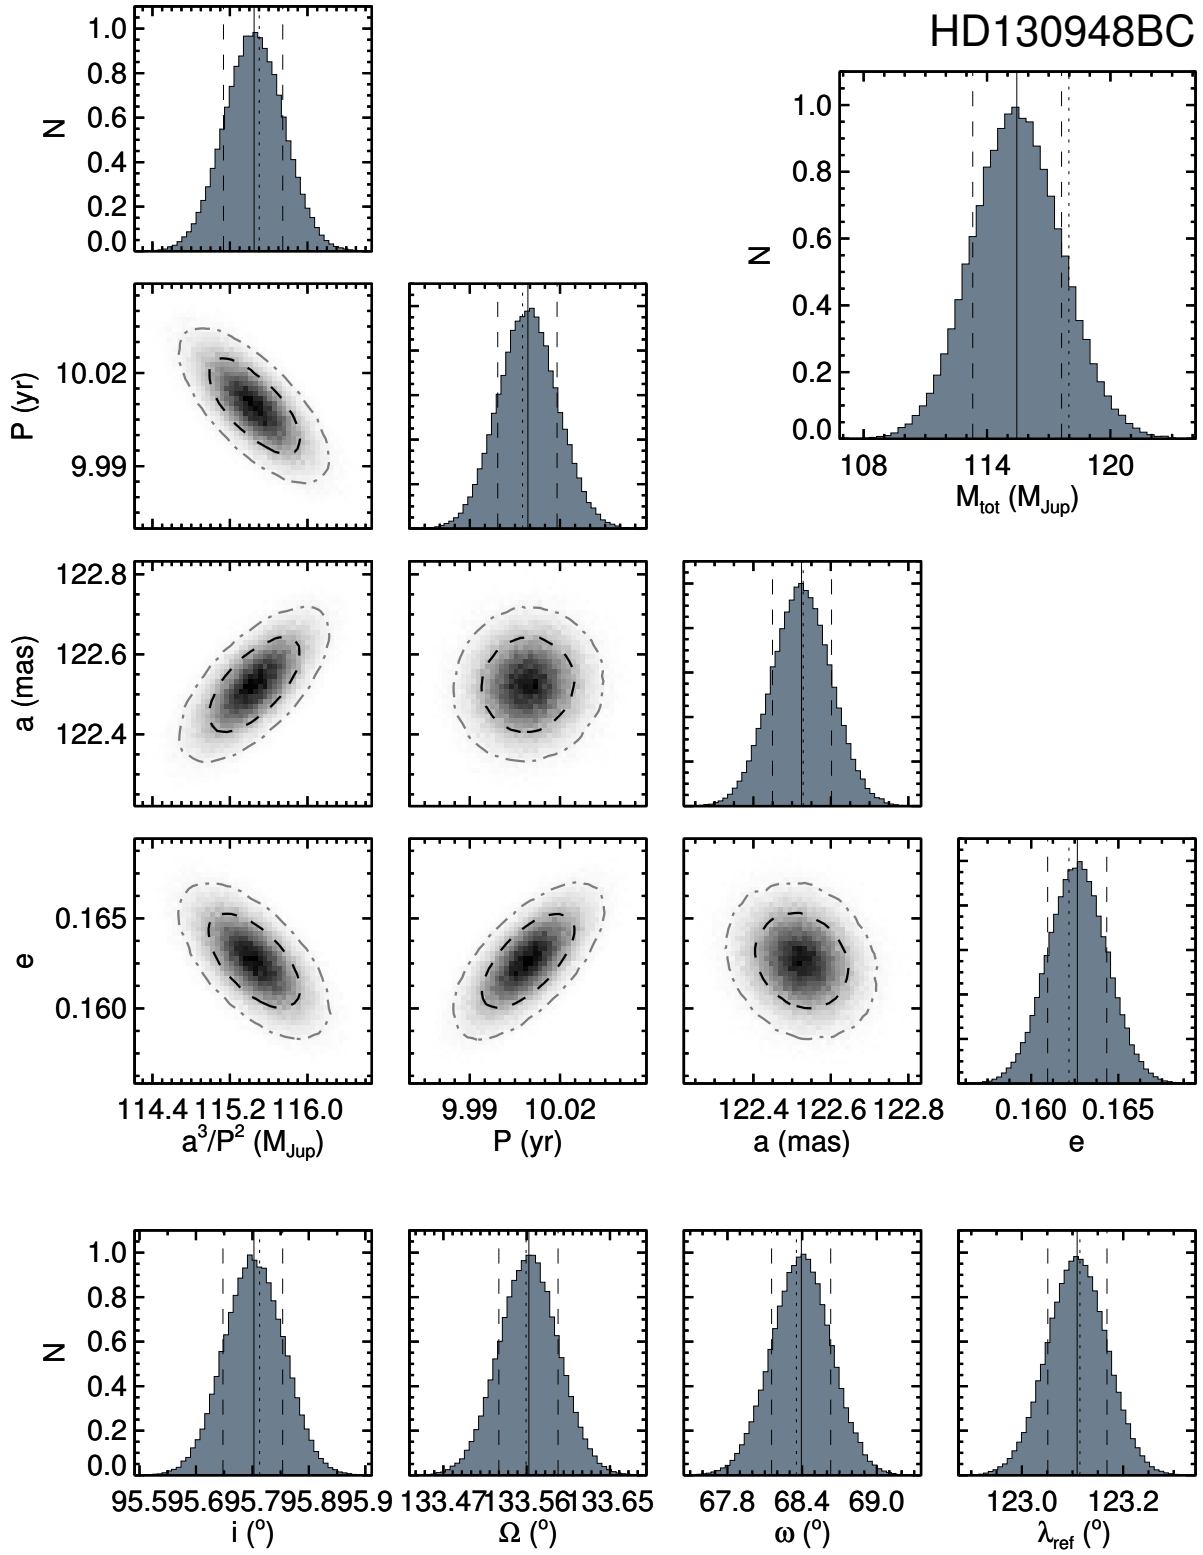 HD130948BC
1.0
0.8
0.6
0.4
0.2
0.0
N
1.0
0.8
0.6
0.4
0.2
0.0
N
108 114 120
M_tot (M_Jup)
10.02
9.99
P (yr)
122.8
122.6
122.4
a (mas)
0.165
0.160
e
114.4 115.2 116.0
a³/P² (M_Jup)
9.99 10.02
P (yr)
122.4 122.6 122.8
a (mas)
0.160 0.165
e
1.0
0.8
0.6
0.4
0.2
0.0
N
95.5 95.6 95.7 95.8 95.9
i (°)
133.47 133.56 133.65
Ω (°)
67.8 68.4 69.0
ω (°)
123.0 123.2
λ_ref (°)